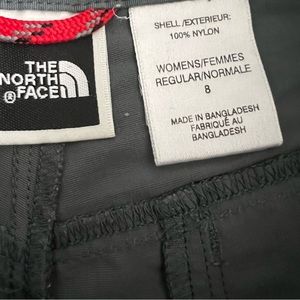 THE
NORTH
FACE
®
SHELL/EXTERIEUR:
100% NYLON
WOMENS/FEMMES
REGULAR/NORMALE
8
MADE IN BANGLADESH
FABRIQUÉ AU
BANGLADESH